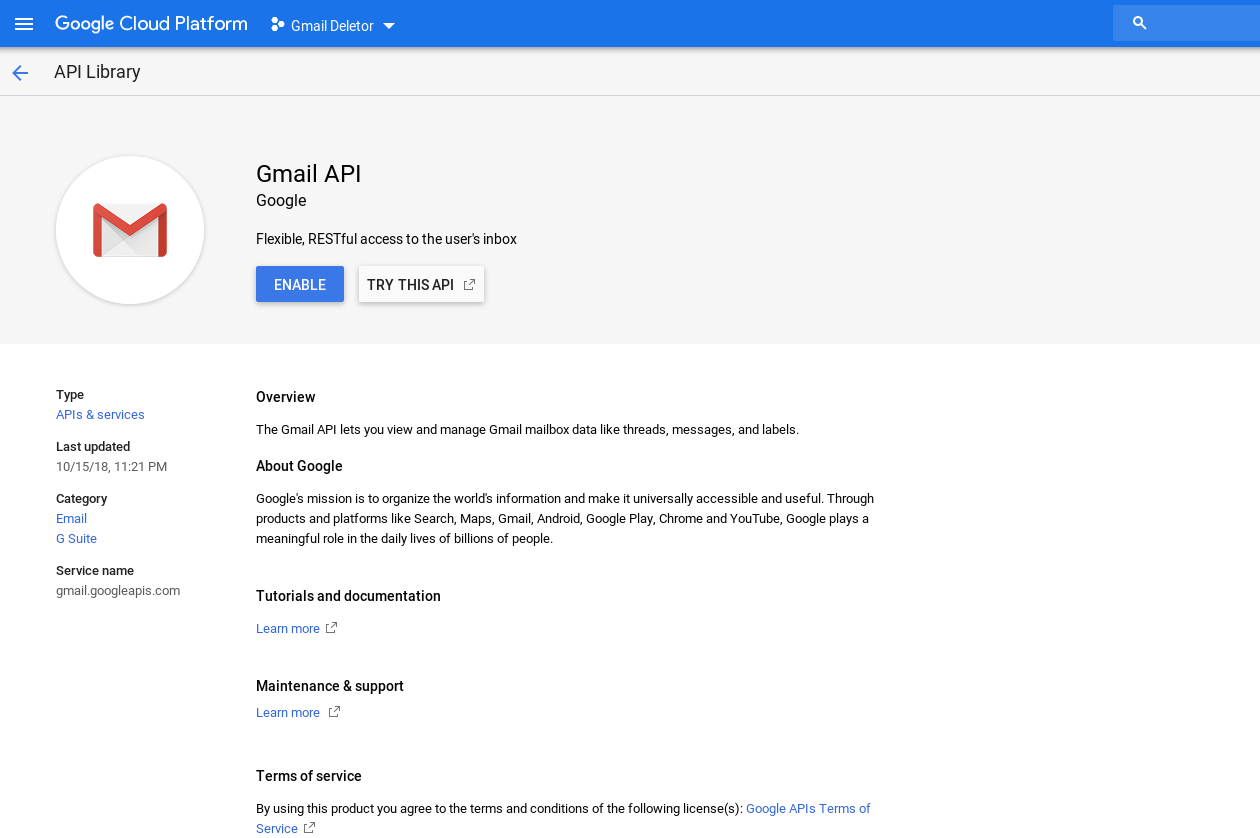 Google Cloud Platform Gmail Deletor
API Library
Gmail API
Google
Flexible, RESTful access to the user's inbox
ENABLE TRY THIS API
Type
APIs & services
Last updated
10/15/18, 11:21 PM
Category
Email
G Suite
Service name
gmail.googleapis.com
Overview
The Gmail API lets you view and manage Gmail mailbox data like threads, messages, and labels.
About Google
Google's mission is to organize the world's information and make it universally accessible and useful. Through
products and platforms like Search, Maps, Gmail, Android, Google Play, Chrome and YouTube, Google plays a
meaningful role in the daily lives of billions of people.
Tutorials and documentation
Learn more
Maintenance & support
Learn more
Terms of service
By using this product you agree to the terms and conditions of the following license(s): Google APIs Terms of
Service